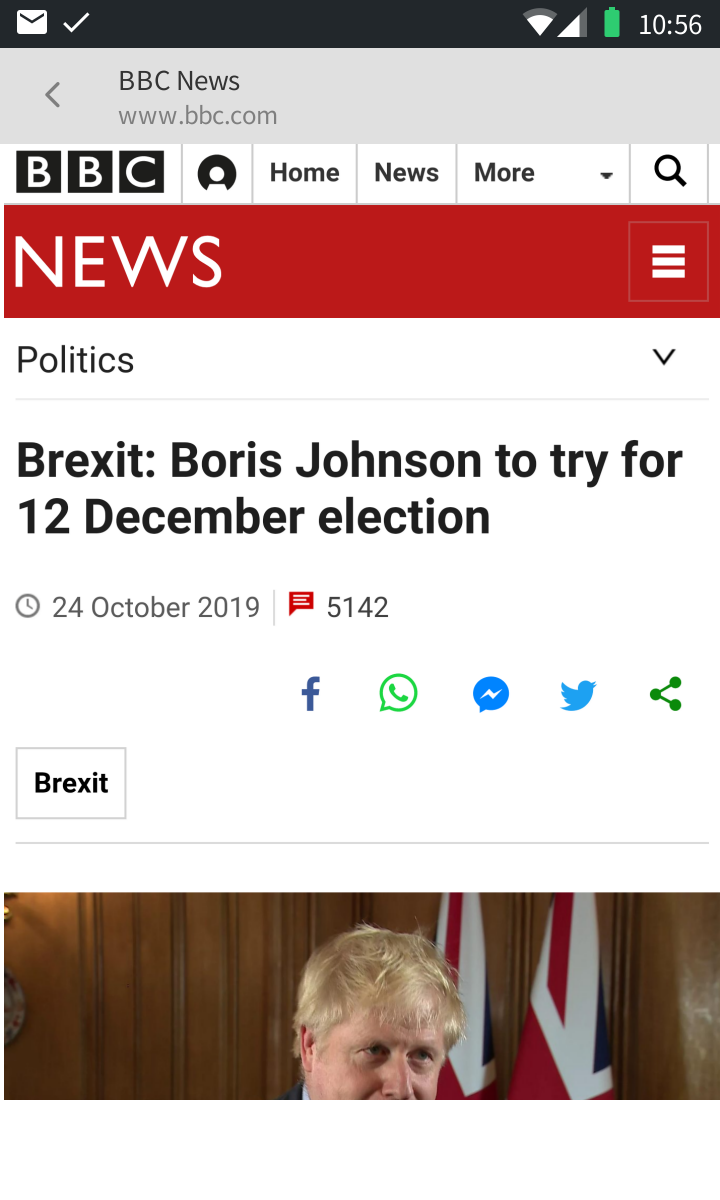 10:56
BBC News
www.bbc.com
BBC Home News More
NEWS
Politics
Brexit: Boris Johnson to try for
12 December election
24 October 2019 5142
Brexit